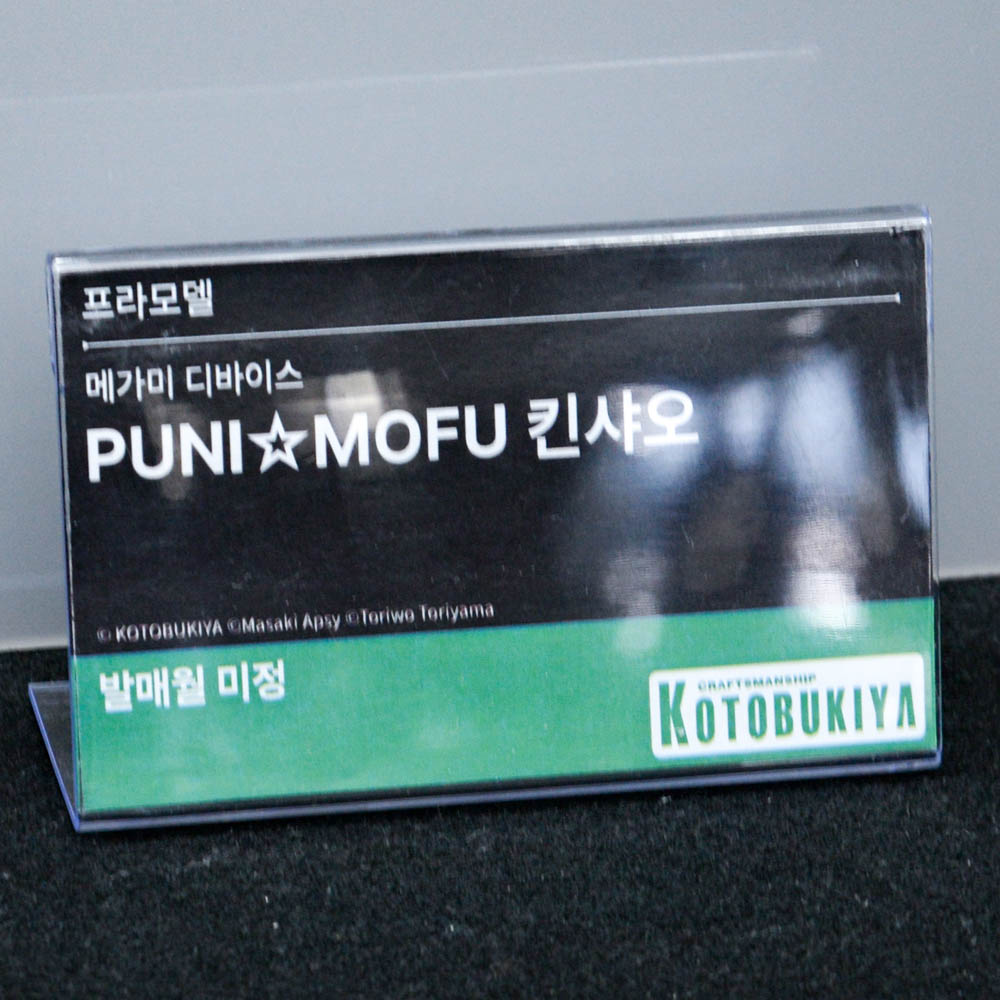 프라모델
메가미 디바이스
PUNI☆MOFU 킨샤오
© KOTOBUKIYA ©Masaki Apsy ©Toriwo Toriyama
발매월 미정
CRAFTSMANSHIP
KOTOBUKIYA